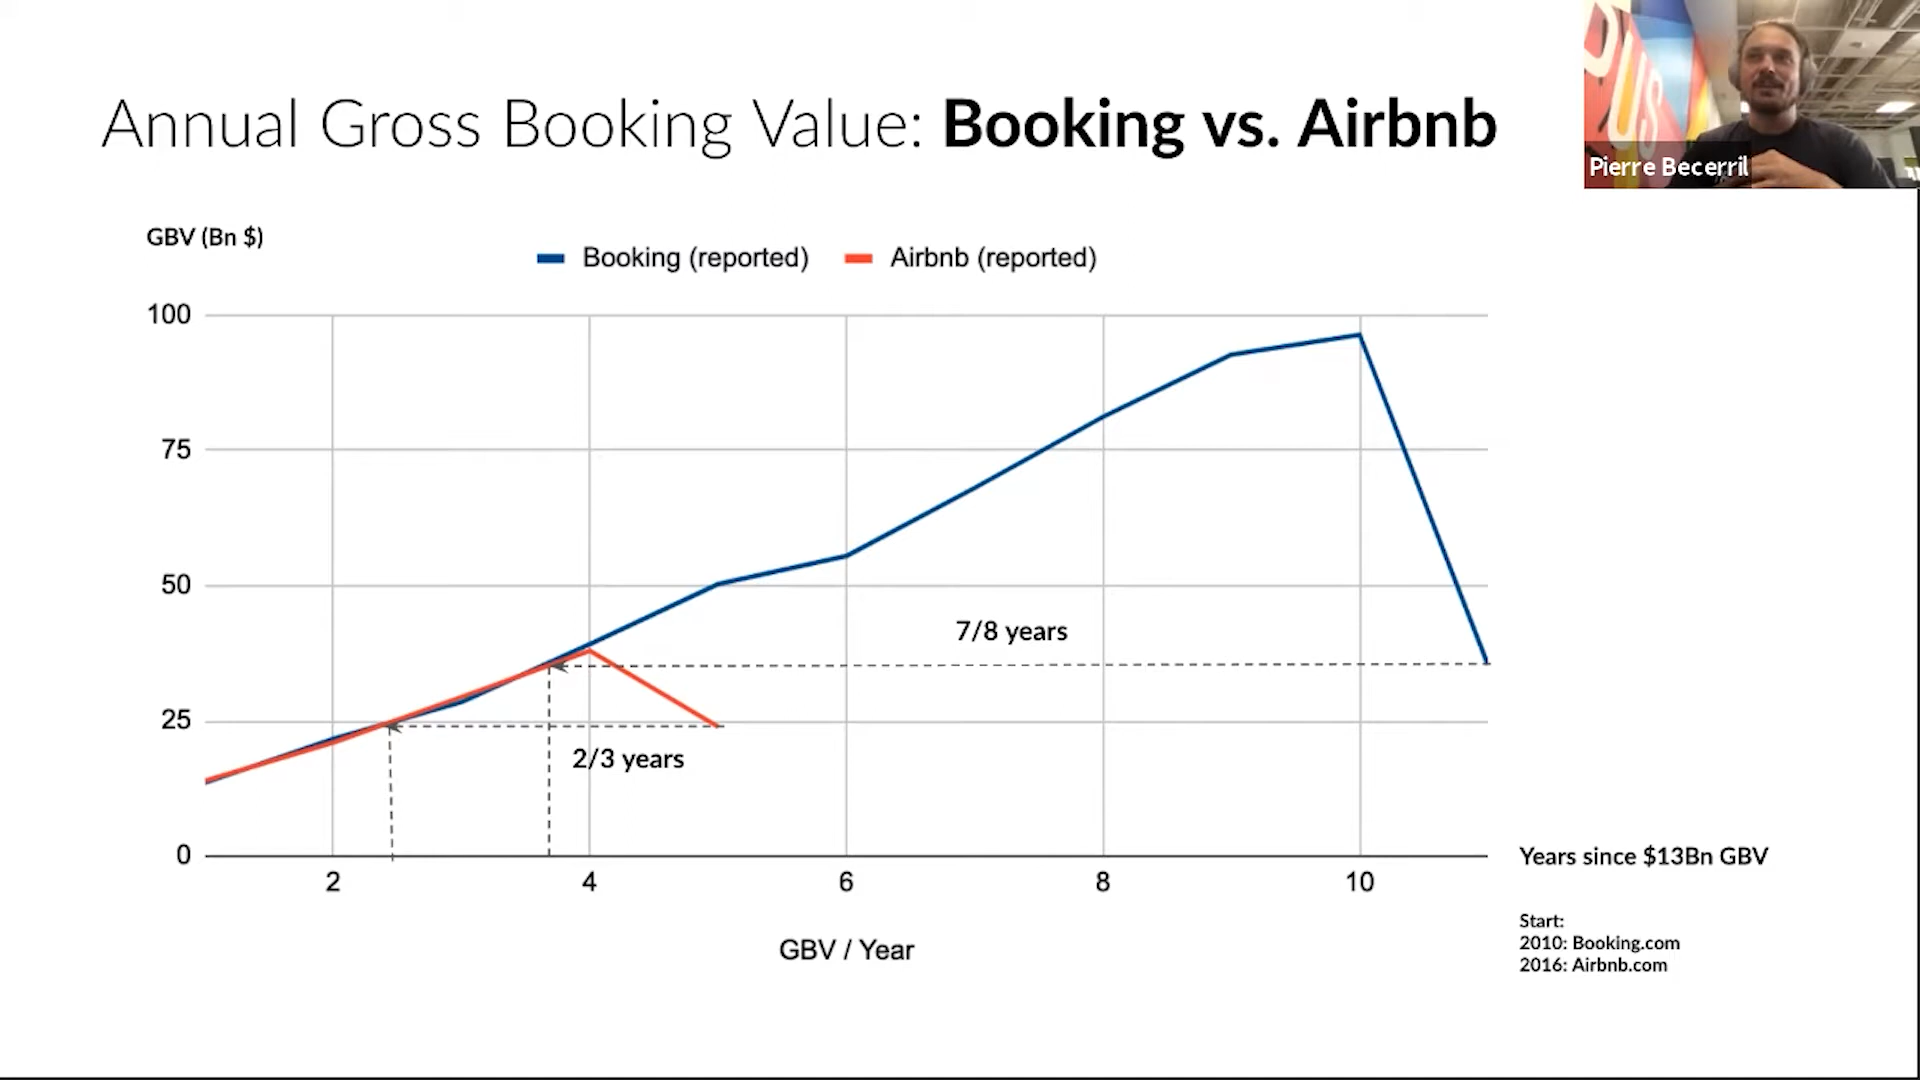 Annual Gross Booking Value: Booking vs. Airbnb
Pierre Becerril
GBV (Bn $)
Booking (reported)
Airbnb (reported)
100
75
50
25
0
7/8 years
2/3 years
2
4
6
8
10
GBV / Year
Years since $13Bn GBV
Start:
2010: Booking.com
2016: Airbnb.com